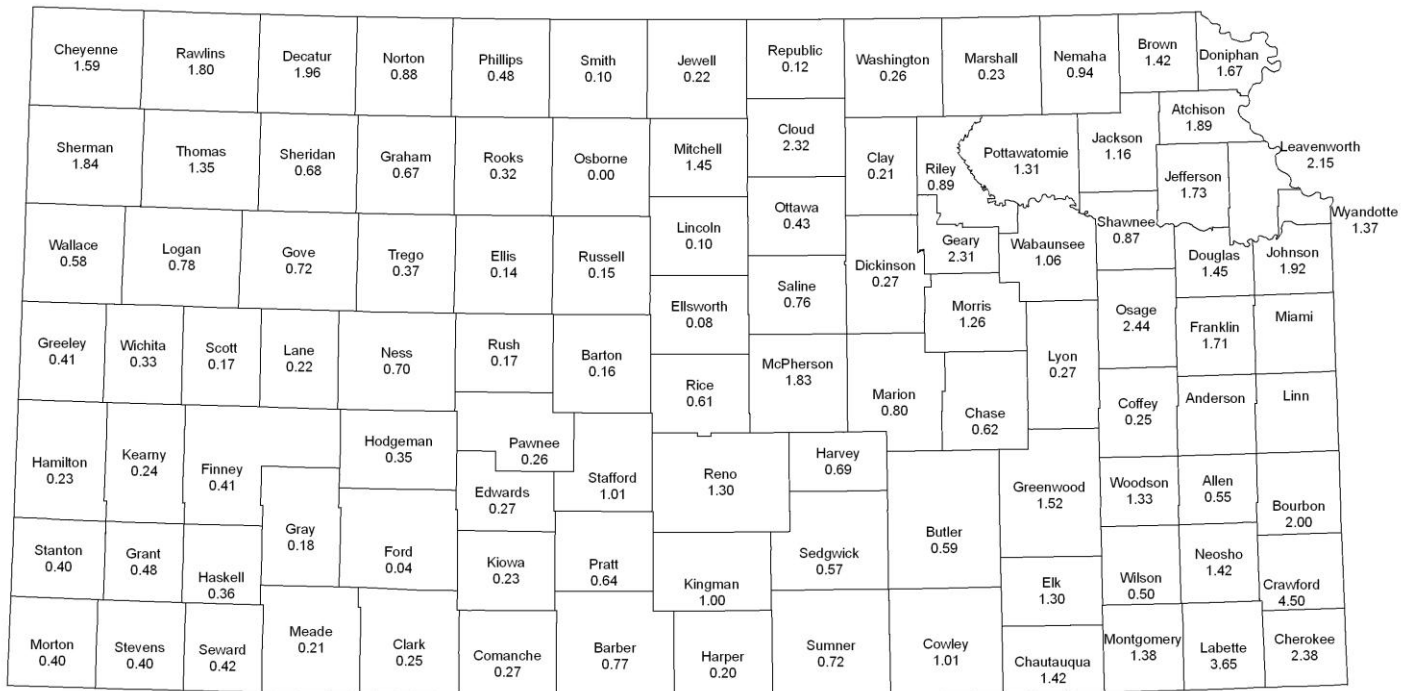 Cheyenne
1.59
Rawlins
1.80
Decatur
1.96
Norton
0.88
Phillips
0.48
Smith
0.10
Jewell
0.22
Republic
0.12
Washington
0.26
Marshall
0.23
Nemaha
0.94
Brown
1.42
Doniphan
1.67
Sherman
1.84
Thomas
1.35
Sheridan
0.68
Graham
0.67
Rooks
0.32
Osborne
0.00
Mitchell
1.45
Cloud
2.32
Clay
0.21
Riley
0.89
Pottawatomie
1.31
Jackson
1.16
Atchison
1.89
Jefferson
1.73
Leavenworth
2.15
Wyandotte
1.37
Wallace
0.58
Logan
0.78
Gove
0.72
Trego
0.37
Ellis
0.14
Russell
0.15
Lincoln
0.10
Ottawa
0.43
Dickinson
0.27
Geary
2.31
Wabaunsee
1.06
Shawnee
0.87
Douglas
1.45
Johnson
1.92
Ellsworth
0.08
Saline
0.76
Morris
1.26
Osage
2.44
Franklin
1.71
Miami
Greeley
0.41
Wichita
0.33
Scott
0.17
Lane
0.22
Ness
0.70
Rush
0.17
Barton
0.16
Rice
0.61
McPherson
1.83
Marion
0.80
Chase
0.62
Lyon
0.27
Coffey
0.25
Anderson
Linn
Hamilton
0.23
Kearny
0.24
Finney
0.41
Hodgeman
0.35
Pawnee
0.26
Stafford
1.01
Reno
1.30
Harvey
0.69
Greenwood
1.52
Woodson
1.33
Allen
0.55
Bourbon
2.00
Edwards
0.27
Gray
0.18
Ford
0.04
Kiowa
0.23
Pratt
0.64
Kingman
1.00
Sedgwick
0.57
Butler
0.59
Elk
1.30
Wilson
0.50
Neosho
1.42
Crawford
4.50
Stanton
0.40
Grant
0.48
Haskell
0.36
Morton
0.40
Stevens
0.40
Seward
0.42
Meade
0.21
Clark
0.25
Comanche
0.27
Barber
0.77
Harper
0.20
Sumner
0.72
Cowley
1.01
Chautauqua
1.42
Montgomery
1.38
Labette
3.65
Cherokee
2.38